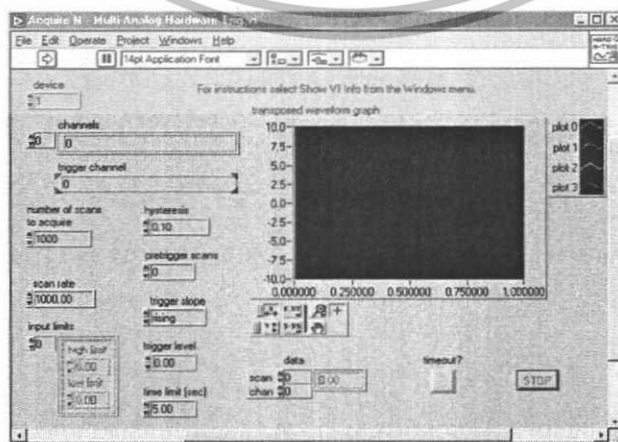 Acquire N - Multi Analog Hardware Trig.vi
File Edit Operate Project Windows Help
14pt Application Font
device
1
For instructions select Show VI Info from the Windows menu.
channels
0
0
trigger channel
0
transposed waveform graph
10.0
7.5
5.0
2.5
0.0
-2.5
-5.0
-7.5
-10.0
0.000000 0.250000 0.500000 0.750000 1.000000
plot 0
plot 1
plot 2
plot 3
number of scans
to acquire
1000
hysteresis
0.10
pretrigger scans
0
scan rate
1000.00
trigger slope
rising
input limits
0
high limit
0.00
low limit
0.00
trigger level
0.00
time limit (sec)
5.00
data
scan 0
0.00
chan 0
timeout?
STOP